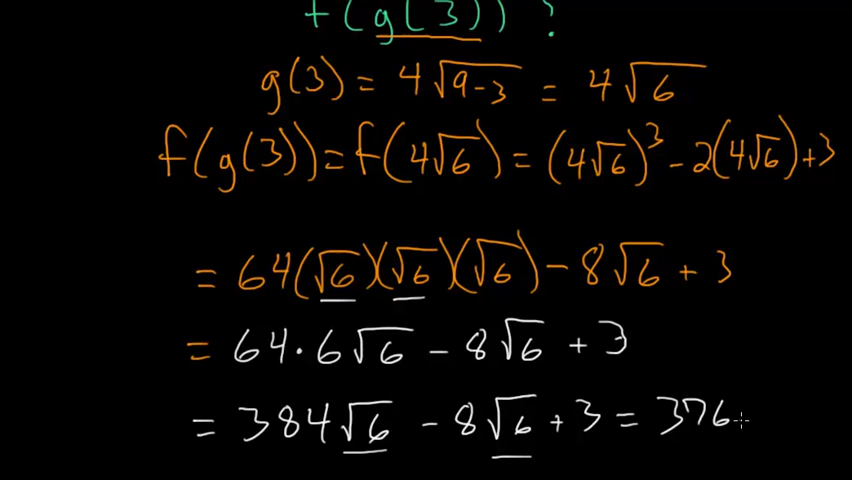 f(g(3))?
g(3) = 4√(9-3) = 4√6
f(g(3)) = f(4√6) = (4√6)³ - 2(4√6) + 3
= 64(√6)(√6)(√6) - 8√6 + 3
= 64·6√6 - 8√6 + 3
= 384√6 - 8√6 + 3 = 376